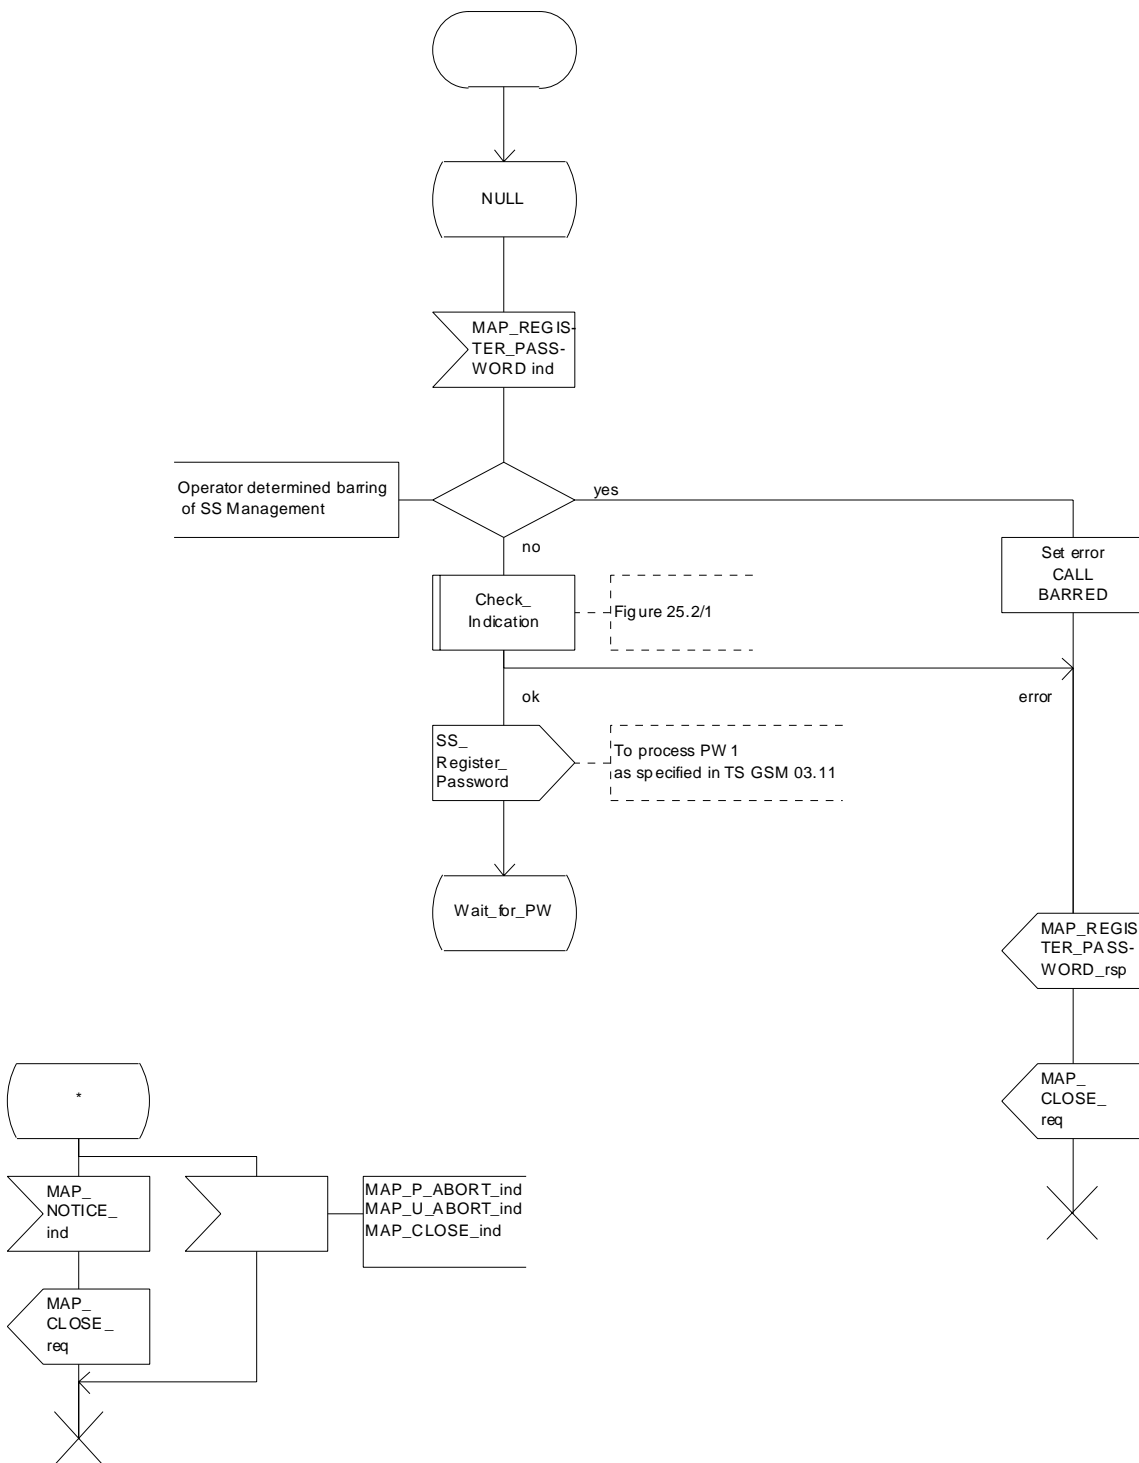 NULL
MAP_REGIS-
TER_PASS-
WORD ind
Operator determined barring
of SS Management
yes
no
Set error
CALL
BARRED
Check_
Indication
Figure 25.2/1
ok
error
SS_
Register_
Password
To process PW 1
as specified in TS GSM 03.11
Wait_for_PW
MAP_REGIS
TER_PASS-
WORD_rsp
MAP_
CLOSE_
req
*
MAP_
NOTICE_
ind
MAP_P_ABORT_ind
MAP_U_ABORT_ind
MAP_CLOSE_ind
MAP_
CLOSE_
req